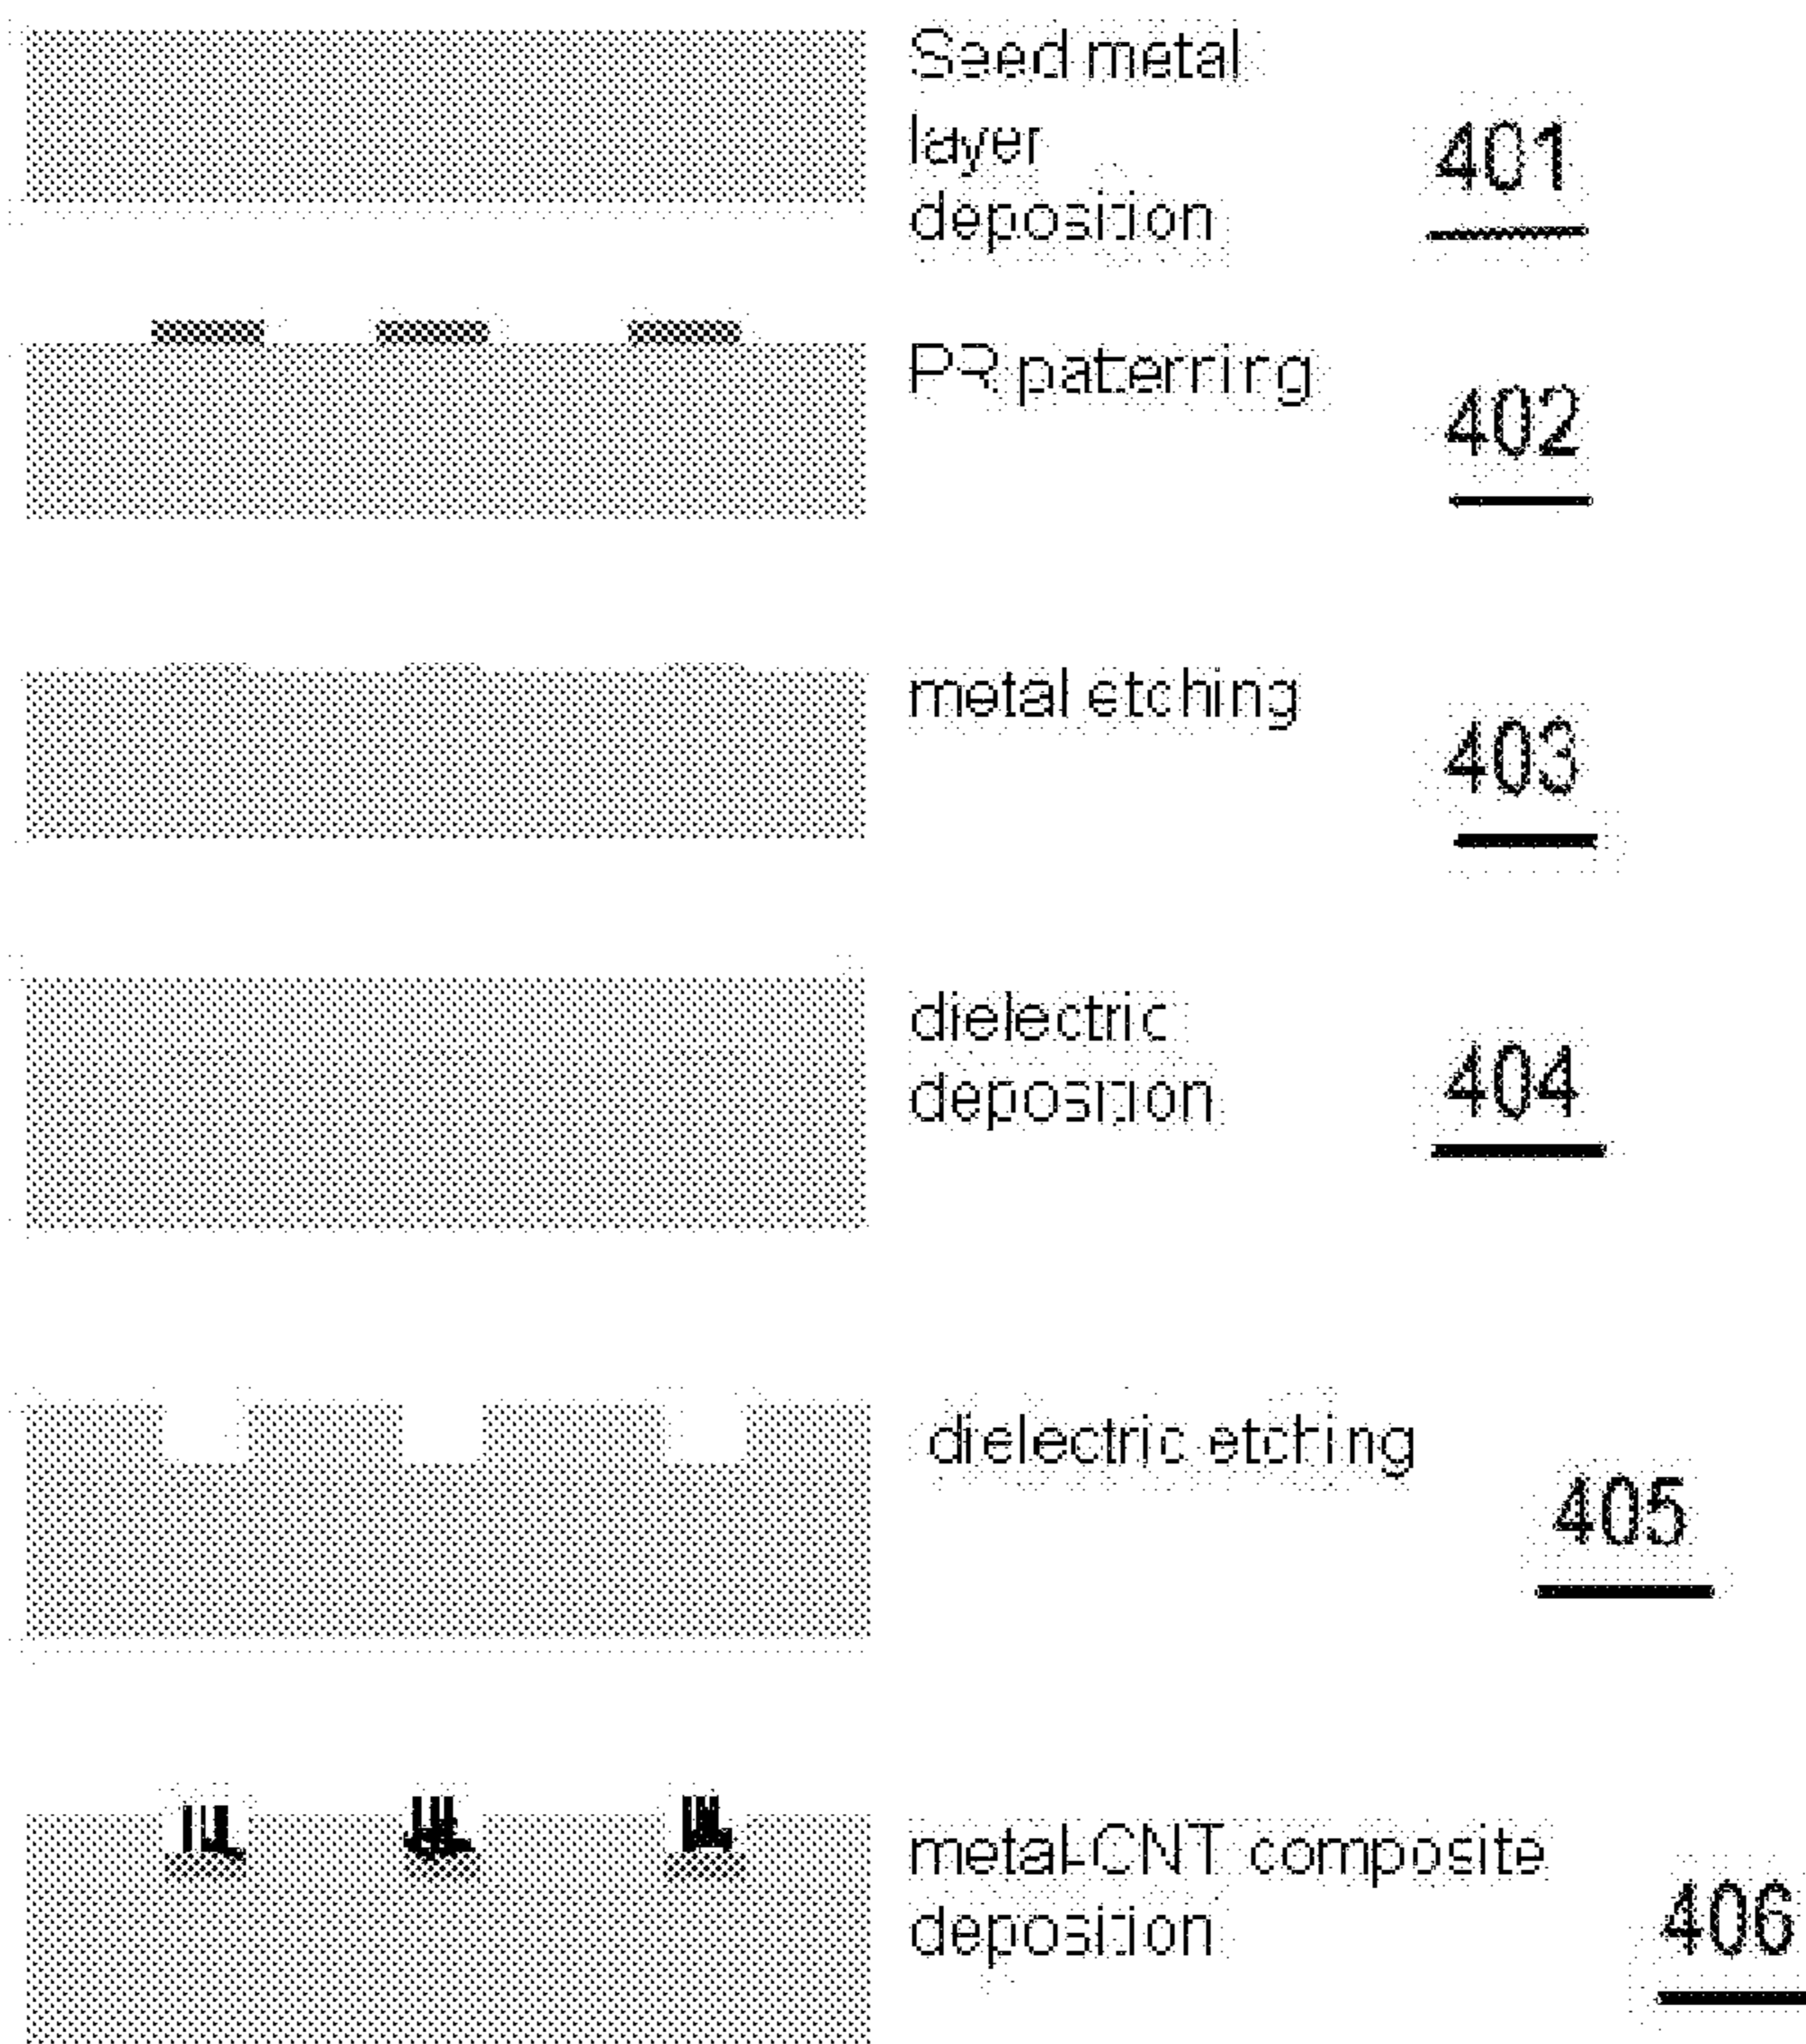 Seed metal
layer
deposition
401
PR patterning
402
metal etching
403
dielectric
deposition
404
dielectric etching
405
metal-CNT composite
deposition
406